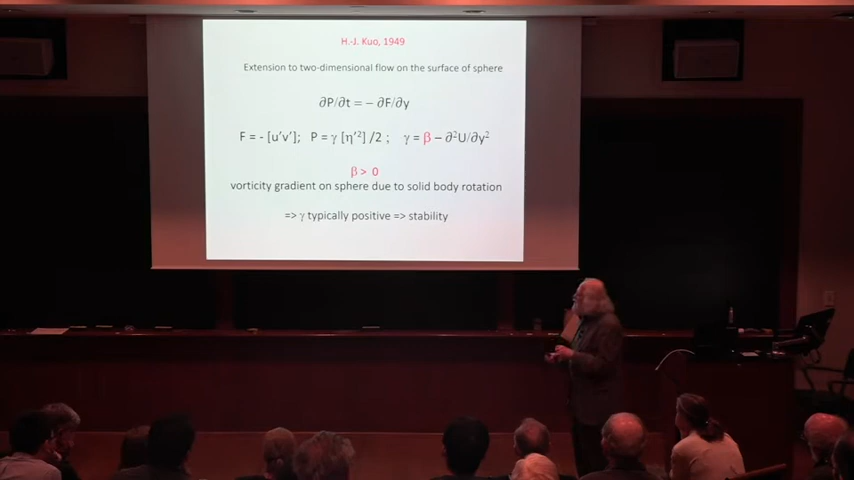 H.-J. Kuo, 1949
Extension to two-dimensional flow on the surface of sphere
∂P/∂t = − ∂F/∂y
F = - [u'v']; P = γ [η'²] /2 ; γ = β − ∂²U/∂y²
β > 0
vorticity gradient on sphere due to solid body rotation
=> γ typically positive => stability